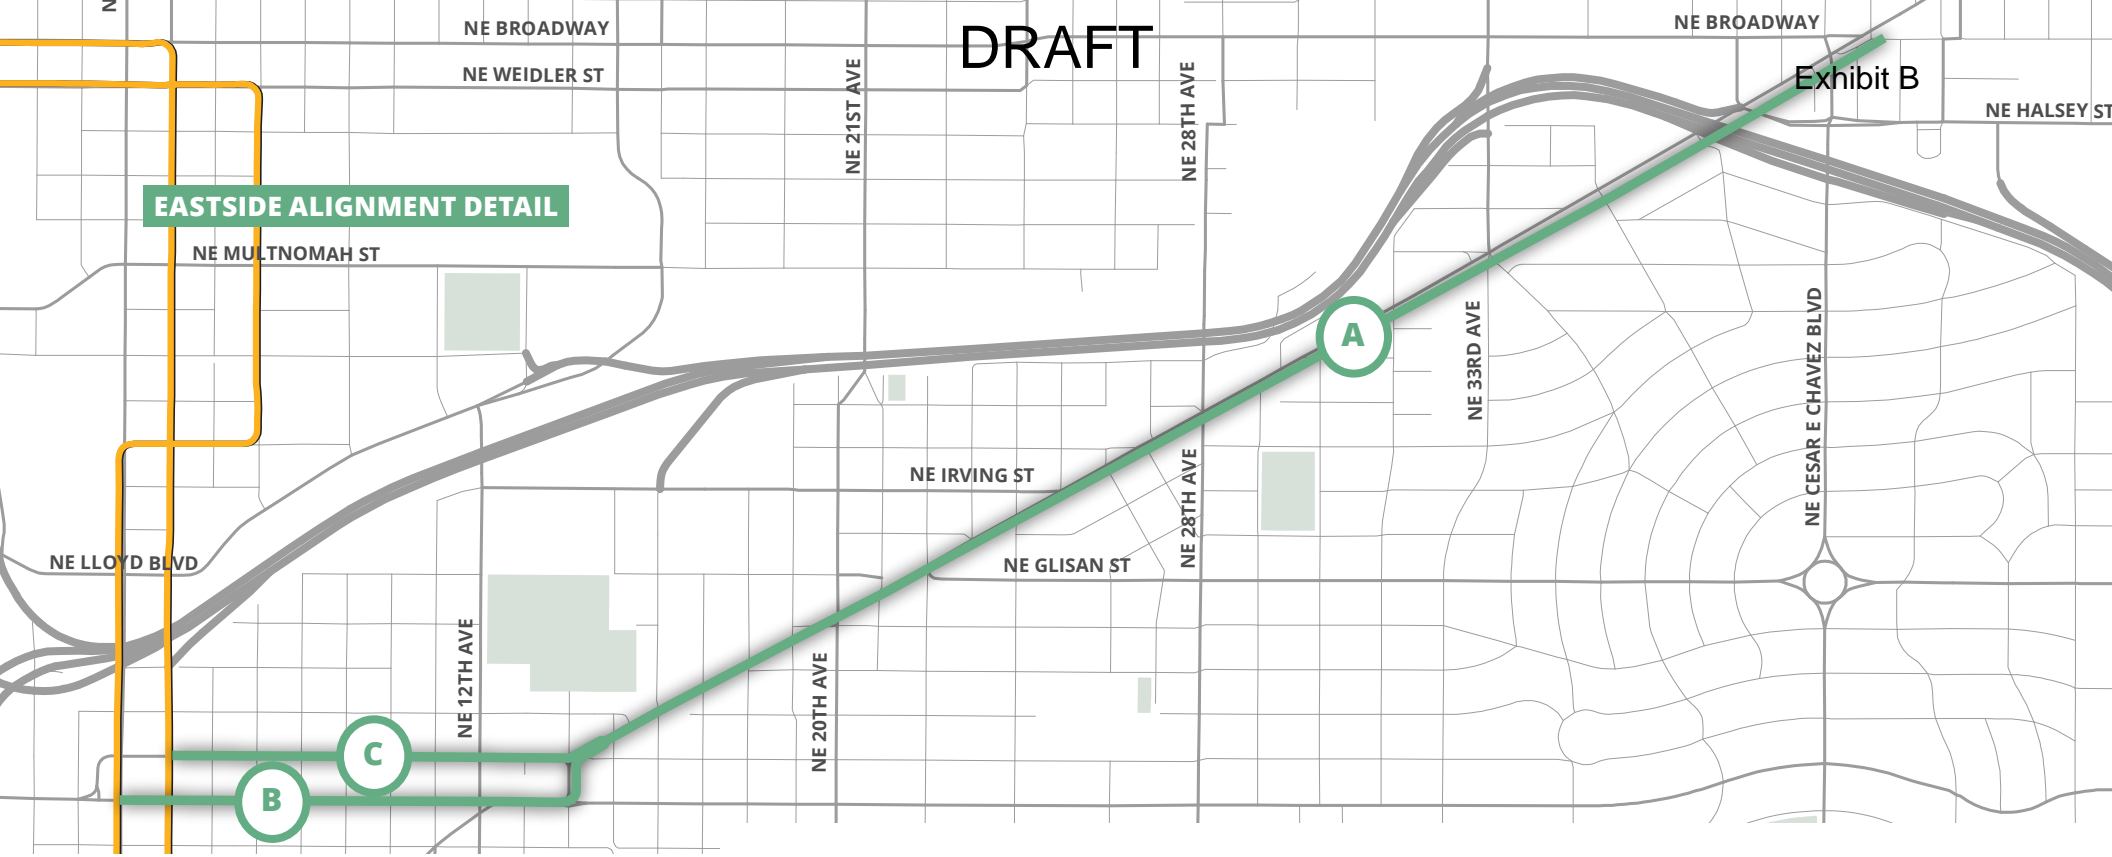 N
NE BROADWAY
DRAFT
NE BROADWAY
NE WEIDLER ST
NE 21ST AVE
NE 28TH AVE
Exhibit B
NE HALSEY ST
EASTSIDE ALIGNMENT DETAIL
NE MULTNOMAH ST
A
NE 33RD AVE
NE CESAR E CHAVEZ BLVD
NE IRVING ST
NE 28TH AVE
NE LLOYD BLVD
NE GLISAN ST
NE 12TH AVE
NE 20TH AVE
C
B